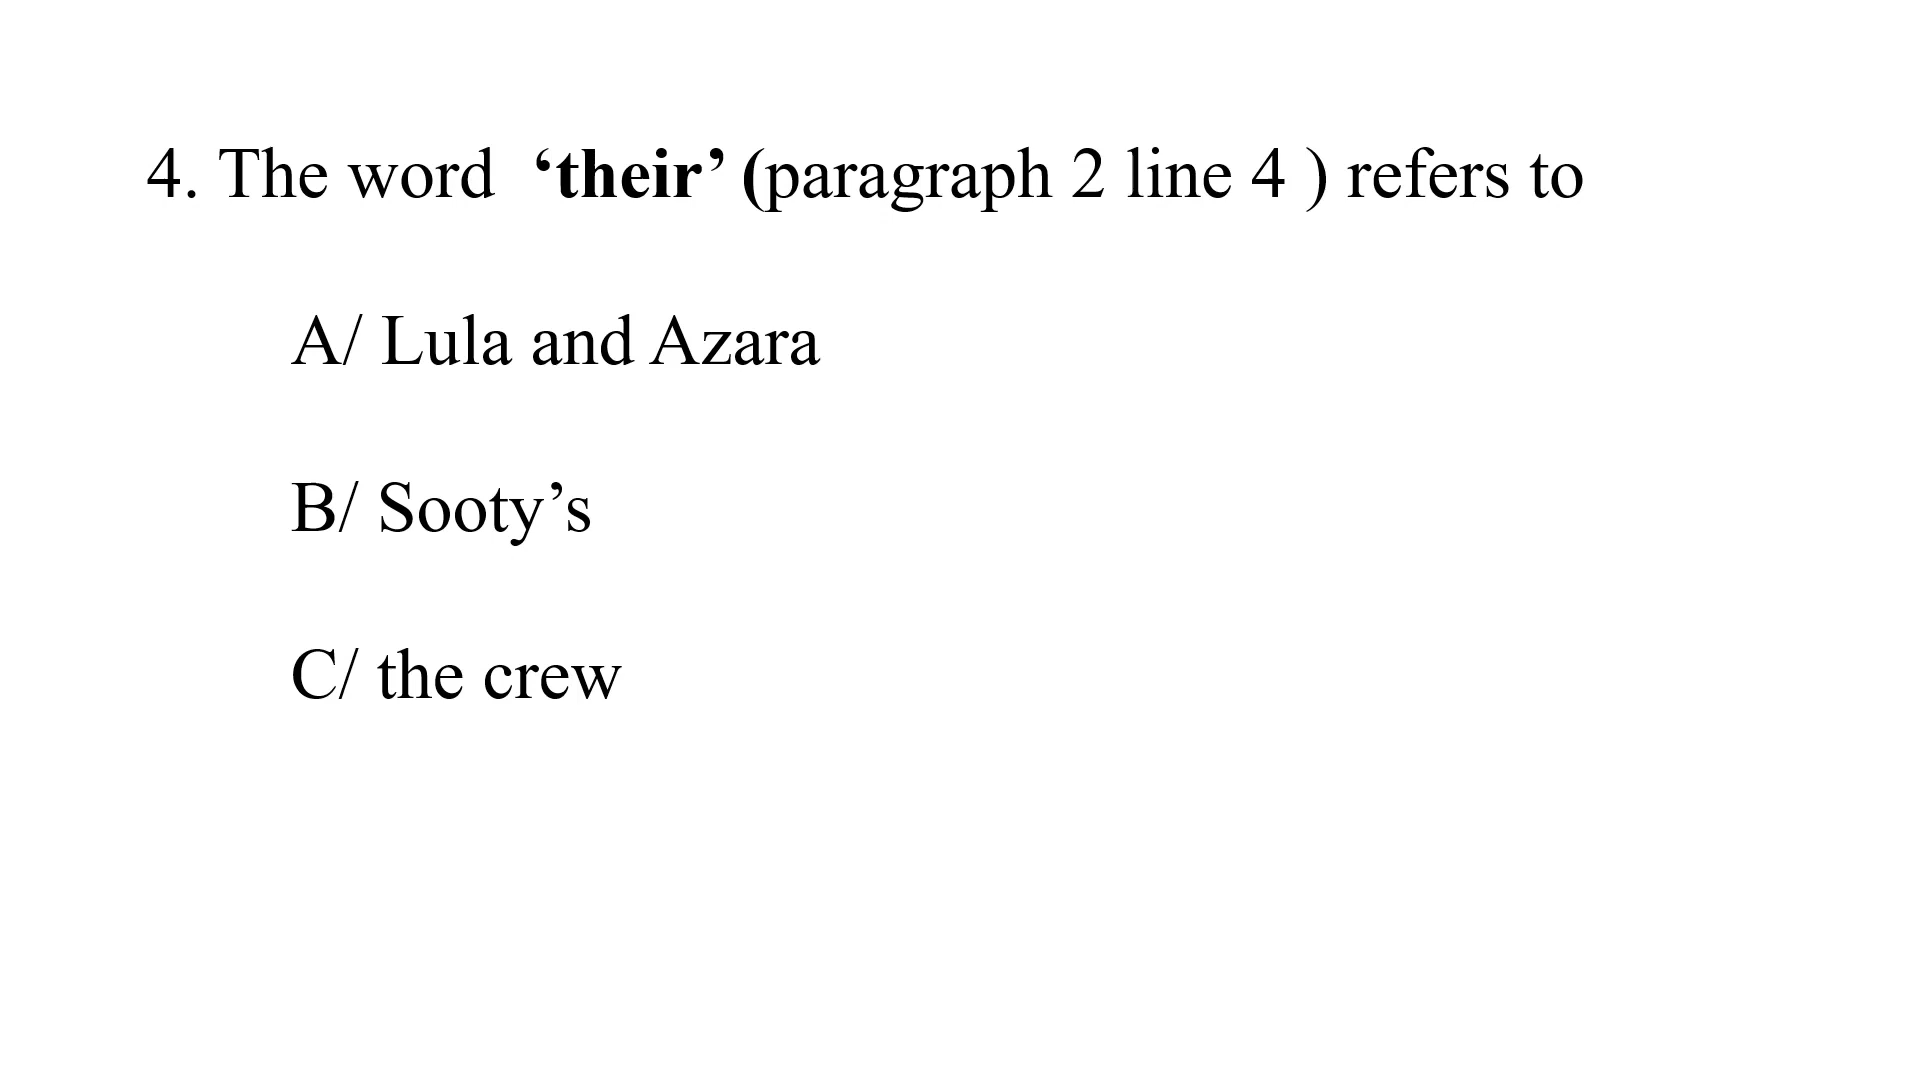 4. The word  ‘their’ (paragraph 2 line 4 ) refers to
A/ Lula and Azara
B/ Sooty’s
C/ the crew